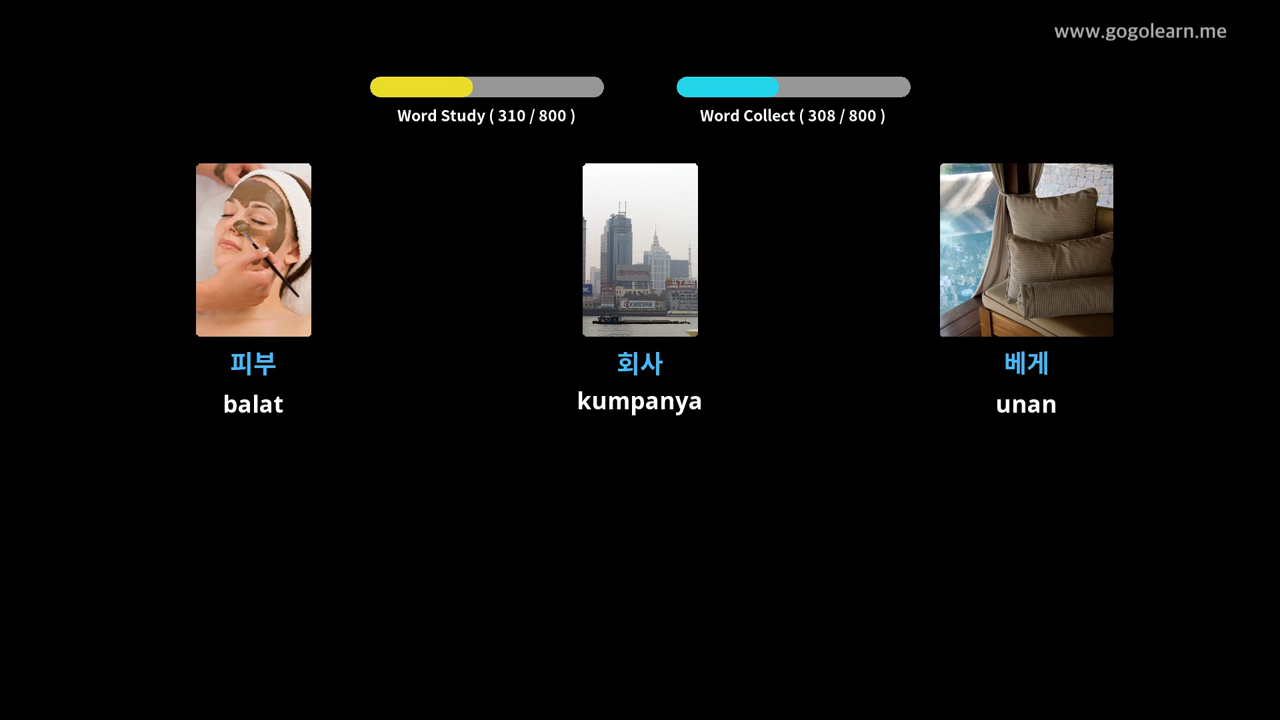 www.gogolearn.me
Word Study ( 310 / 800 )
Word Collect ( 308 / 800 )
TOYOTA
피부
회사
베게
balat
kumpanya
unan